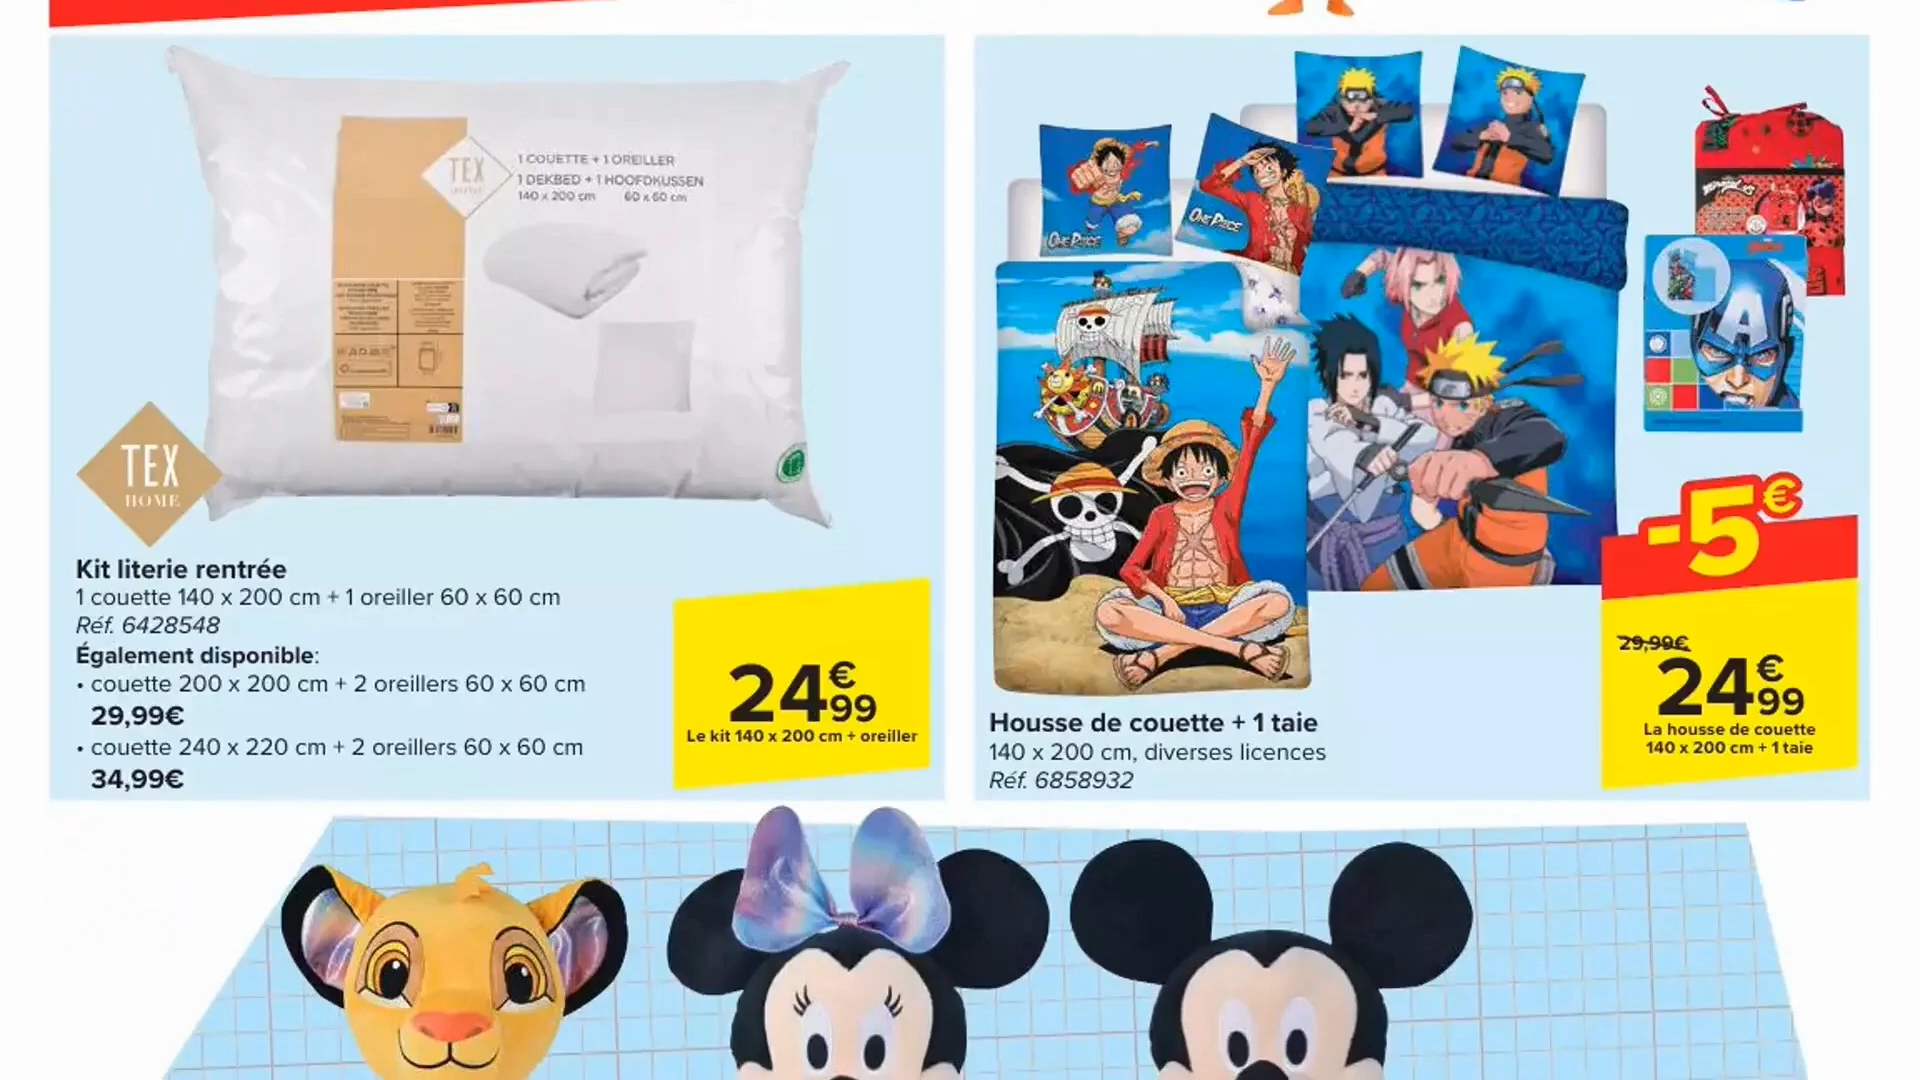 TEX
1 COUETTE + 1 OREILLER
1 DEKBED + 1 HOOFDKUSSEN
140 x 200 cm 60 x 60 cm
TEX
HOME
Kit literie rentrée
1 couette 140 x 200 cm + 1 oreiller 60 x 60 cm
Réf. 6428548
Également disponible:
• couette 200 x 200 cm + 2 oreillers 60 x 60 cm
29,99€
• couette 240 x 220 cm + 2 oreillers 60 x 60 cm
34,99€
24€99
Le kit 140 x 200 cm + oreiller
ONE PIECE
ONE PIECE
A
-5€
29,99€
24€99
La housse de couette
140 x 200 cm + 1 taie
Housse de couette + 1 taie
140 x 200 cm, diverses licences
Réf. 6858932